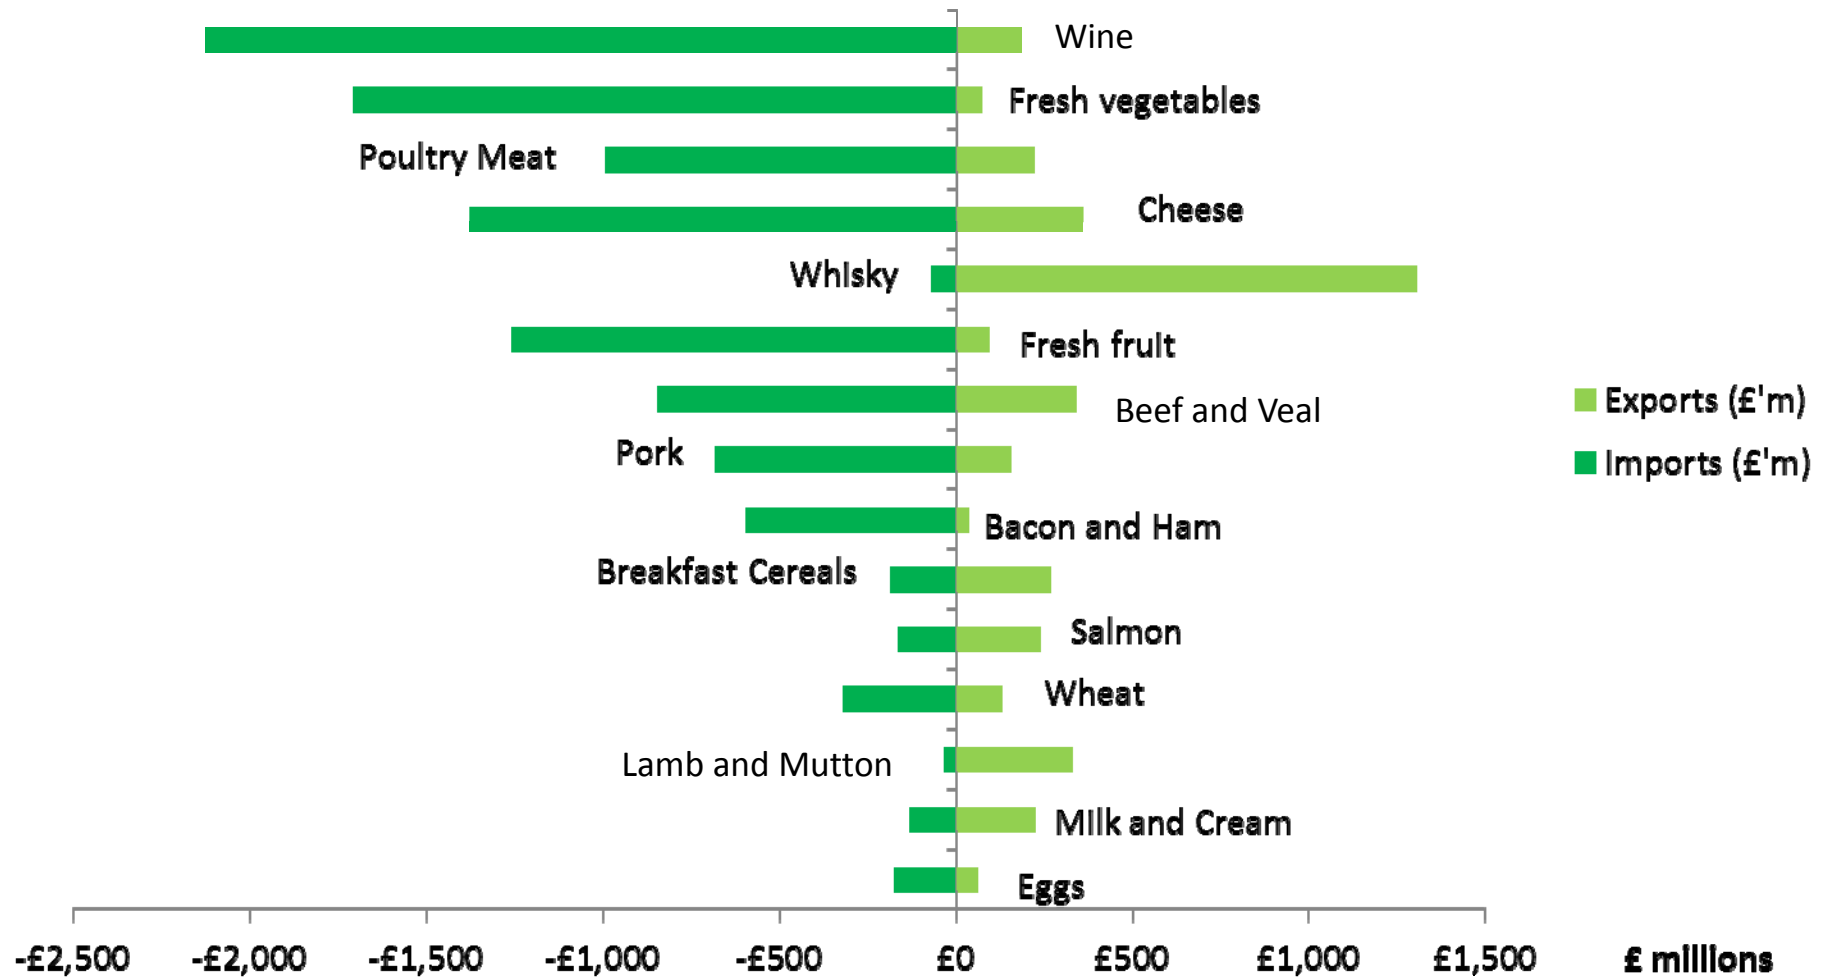 Wine
Fresh vegetables
Poultry Meat
Cheese
Whisky
Fresh fruit
Beef and Veal
Exports (£'m)
Pork
Imports (£'m)
Bacon and Ham
Breakfast Cereals
Salmon
Wheat
Lamb and Mutton
Milk and Cream
Eggs
-£2,500 -£2,000 -£1,500 -£1,000 -£500 £0 £500 £1,000 £1,500 £ millions